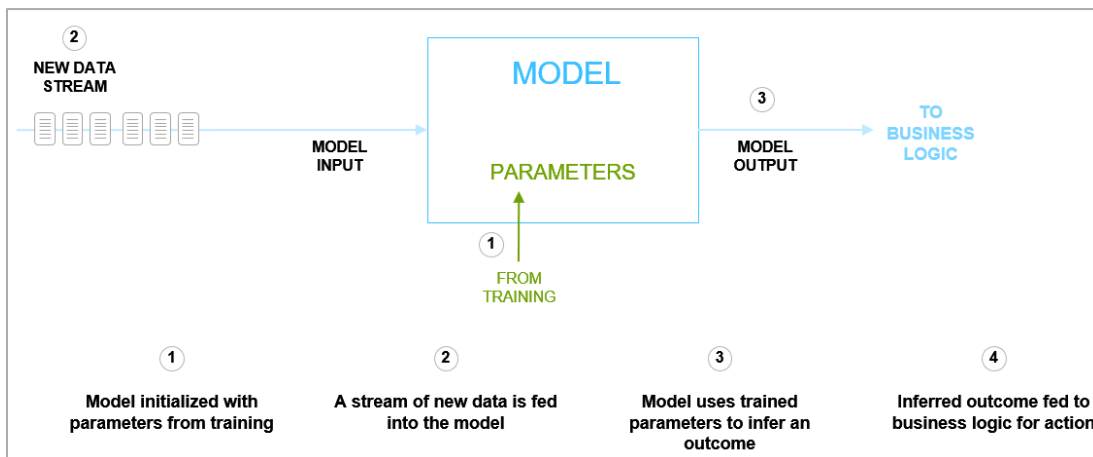 2
NEW DATA
STREAM
MODEL
INPUT
MODEL
PARAMETERS
1
FROM
TRAINING
3
MODEL
OUTPUT
TO
BUSINESS
LOGIC
1
Model initialized with
parameters from training
2
A stream of new data is fed
into the model
3
Model uses trained
parameters to infer an
outcome
4
Inferred outcome fed to
business logic for action